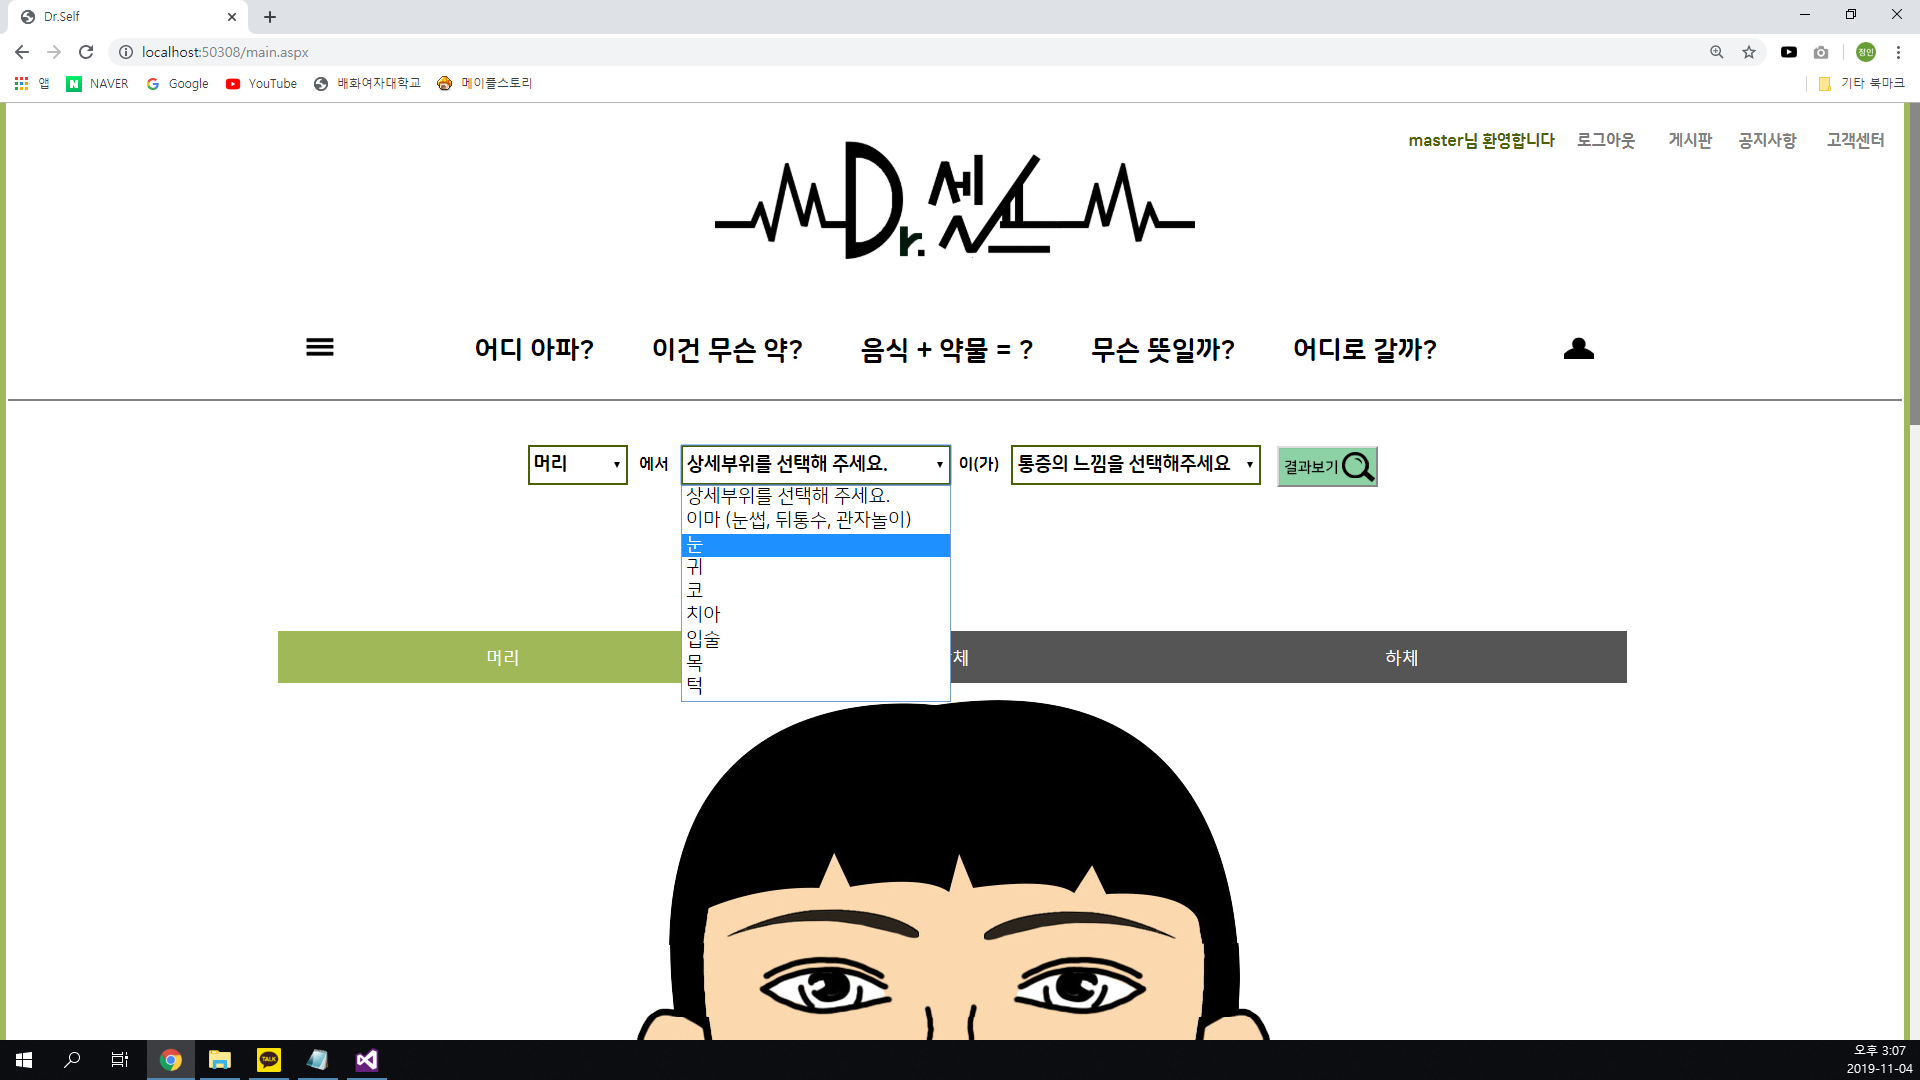 Dr.Self
localhost:50308/main.aspx
정인
앱 NAVER Google YouTube 배화여자대학교 메이플스토리 기타 북마크
master님 환영합니다 로그아웃 게시판 공지사항 고객센터
Dr. 셀프
어디 아파? 이건 무슨 약? 음식 + 약물 = ? 무슨 뜻일까? 어디로 갈까?
머리 에서 상세부위를 선택해 주세요. 이(가) 통증의 느낌을 선택해주세요 결과보기
상세부위를 선택해 주세요.
이마 (눈썹, 뒤통수, 관자놀이)
눈
귀
코
치아
입술
목
턱
머리 체 하체
TALK
오후 3:07
2019-11-04